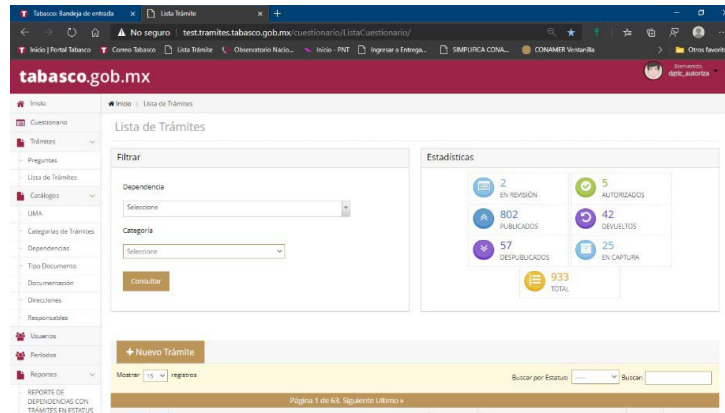 Tabasco: Bandeja de entrada
Lista Trámite
No seguro
test.tramites.tabasco.gob.mx/cuestionario/ListaCuestionario/
Inicio | Portal Tabasco
Correo Tabasco
Lista Trámite
Observatorio Nacio...
Inicio - PNT
Ingresar a Entrega...
SIMPLIFICA CONA...
CONAMER Ventanilla
Otros favorit
tabasco.gob.mx
Bienvenido,
dgtic_autoriza
Inicio
Cuestionario
Trámites
Preguntas
Lista de Trámites
Catálogos
UMA
Categorías de Trámites
Dependencias
Tipo Documento
Documentación
Direcciones
Responsables
Usuarios
Periodos
Reportes
REPORTE DE
DEPENDENCIAS CON
TRÁMITES EN ESTATUS
Inicio
Lista de Trámites
Lista de Trámites
Filtrar
Dependencia
Seleccione
Categoría
Seleccione
Consultar
Estadísticas
2
EN REVISIÓN
5
AUTORIZADOS
802
PUBLICADOS
42
DEVUELTOS
57
DESPUBLICADOS
25
EN CAPTURA
933
TOTAL
+ Nuevo Trámite
Mostrar 15 registros
Buscar por Estatus: -----
Buscar:
Página 1 de 63. Siguiente Ultimo »